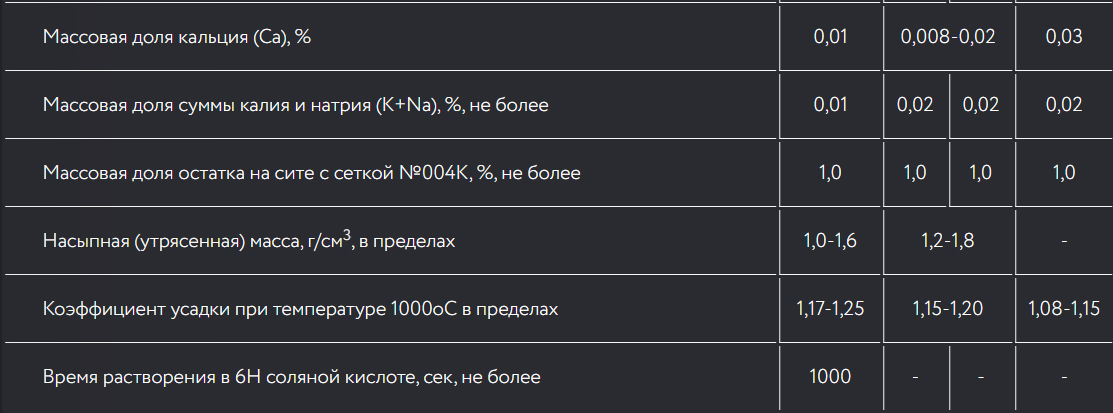 Массовая доля кальция (Ca), % 0,01 0,008-0,02 0,03
Массовая доля суммы калия и натрия (K+Na), %, не более 0,01 0,02 0,02 0,02
Массовая доля остатка на сите с сеткой №004К, %, не более 1,0 1,0 1,0 1,0
Насыпная (утрясенная) масса, г/см³, в пределах 1,0-1,6 1,2-1,8 -
Коэффициент усадки при температуре 1000оС в пределах 1,17-1,25 1,15-1,20 1,08-1,15
Время растворения в 6Н соляной кислоте, сек, не более 1000 - - -